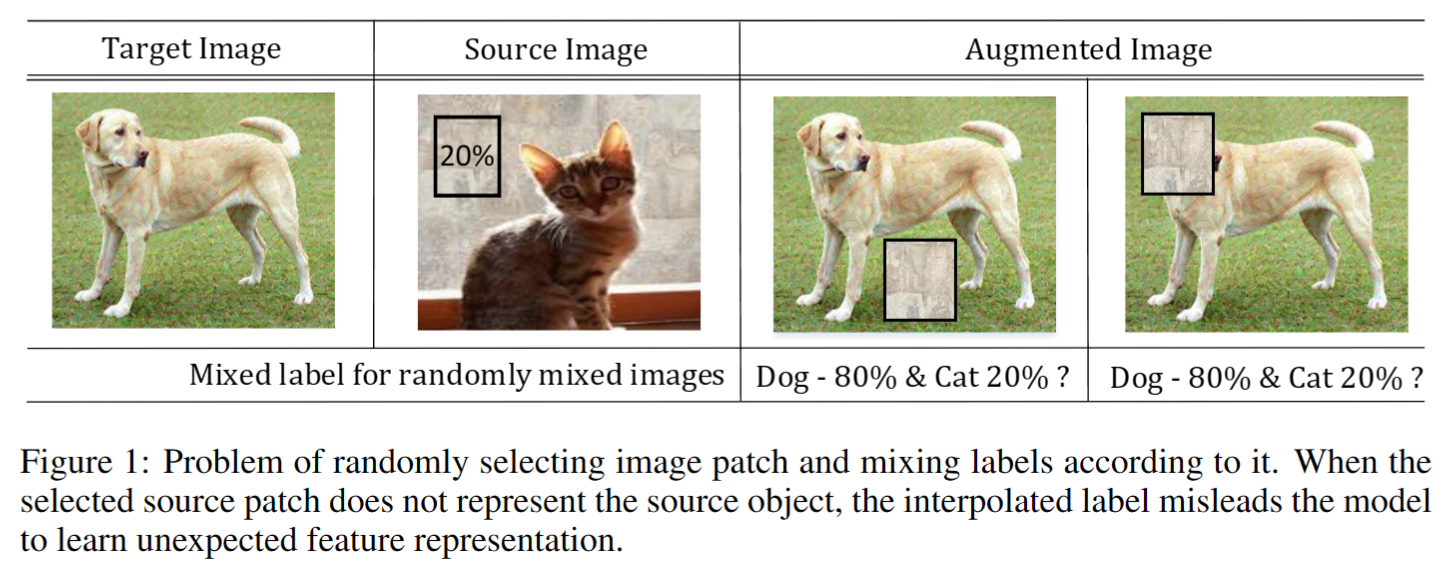 Target Image
Source Image
Augmented Image
20%
Mixed label for randomly mixed images
Dog - 80% & Cat 20% ?
Dog - 80% & Cat 20% ?
Figure 1: Problem of randomly selecting image patch and mixing labels according to it. When the
selected source patch does not represent the source object, the interpolated label misleads the model
to learn unexpected feature representation.